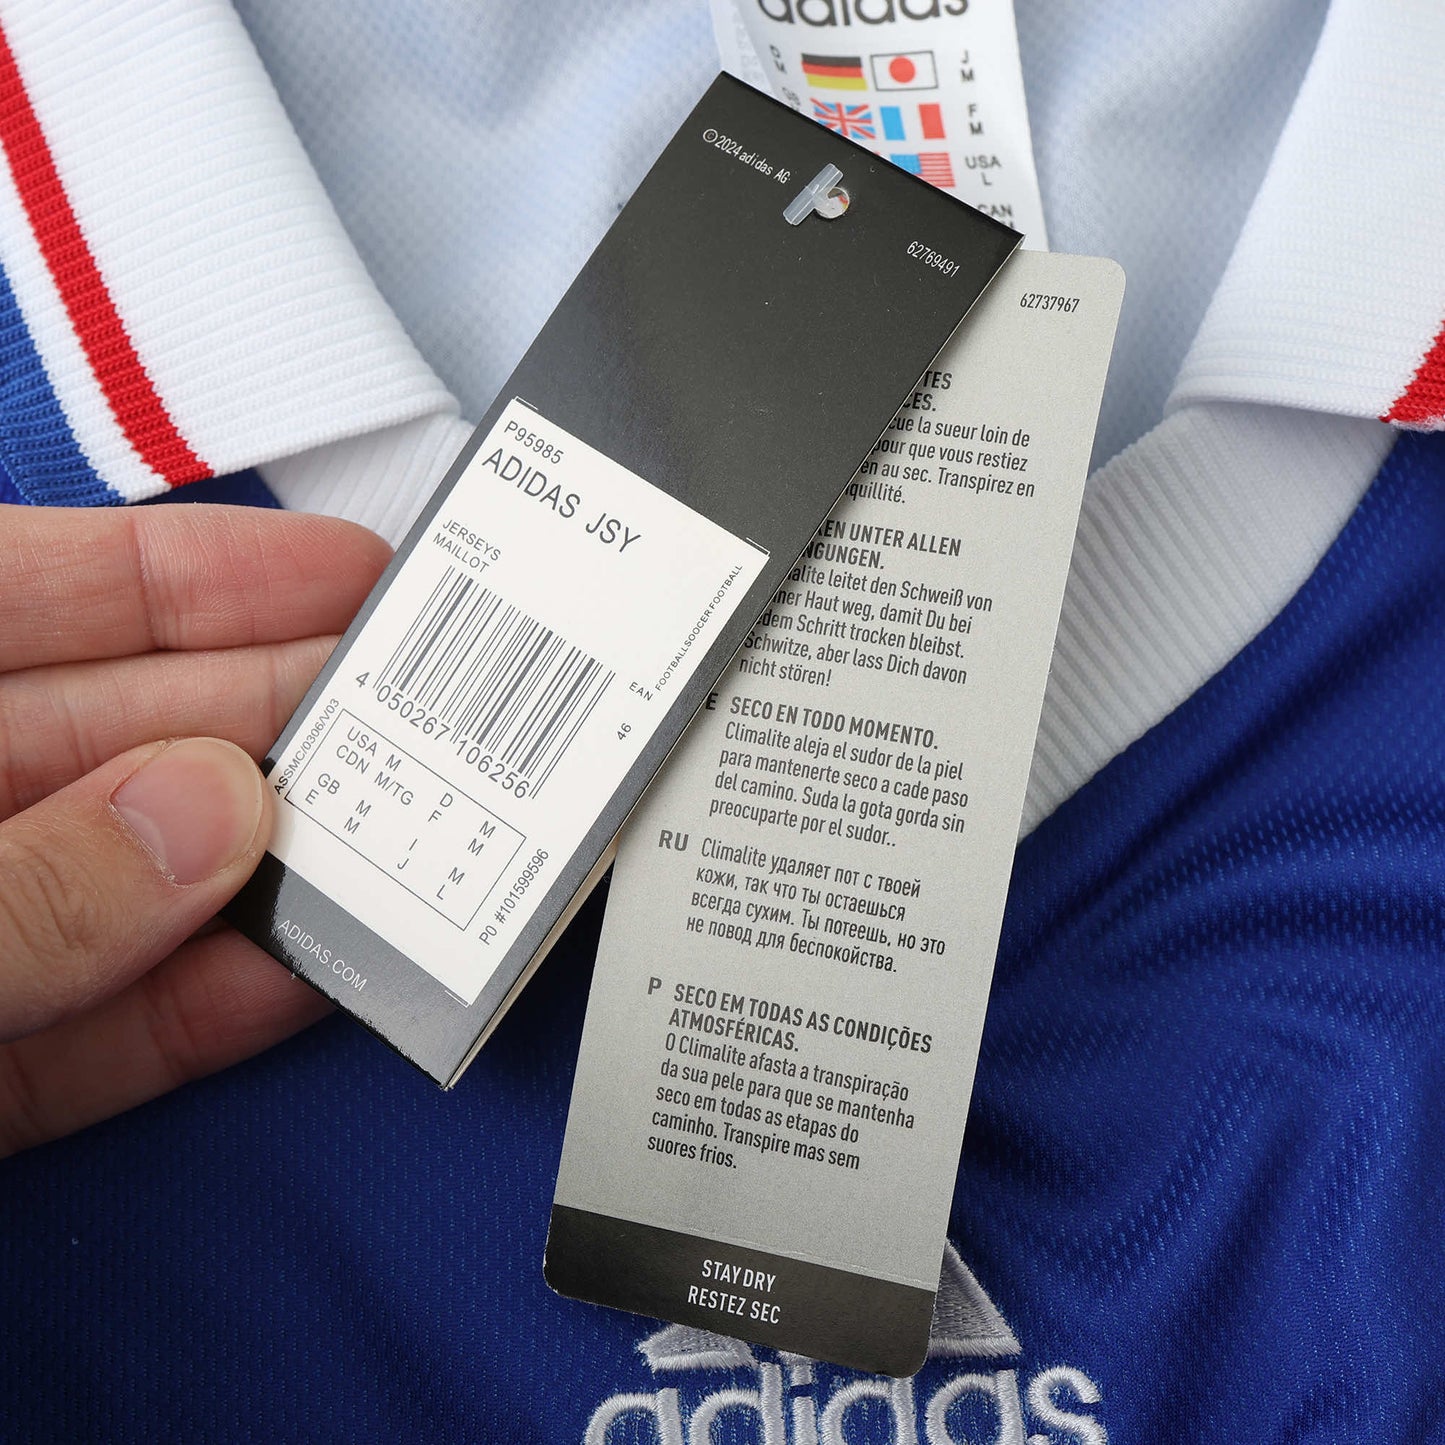 adidas
D
M
J
M
GB
F
M
USA
L
CAN
©2024 adidas AG
62769491
P95985
ADIDAS JSY
JERSEYS
MAILLOT
4 050267 106256
EAN
FOOTBALLSOCCER FOOTBALL
46
ASSMC/0306/V03
USA M D M
CDN M/TG F M
GB M I M
E M J L
PO #101599596
ADIDAS.COM
62737967
TES
CES.
cue la sueur loin de
pour que vous restiez
en au sec. Transpirez en
quillité.
KEN UNTER ALLEN
NGUNGEN.
alite leitet den Schweiß von
iner Haut weg, damit Du bei
edem Schritt trocken bleibst.
Schwitze, aber lass Dich davon
nicht stören!
E SECO EN TODO MOMENTO.
Climalite aleja el sudor de la piel
para mantenerte seco a cada paso
del camino. Suda la gota gorda sin
preocuparte por el sudor..
RU Climalite удаляет пот с твоей
кожи, так что ты остаешься
всегда сухим. Ты потеешь, но это
не повод для беспокойства.
P SECO EM TODAS AS CONDIÇÕES
ATMOSFÉRICAS.
O Climalite afasta a transpiração
da sua pele para que se mantenha
seco em todas as etapas do
caminho. Transpire mas sem
suores frios.
STAY DRY
RESTEZ SEC
adidas